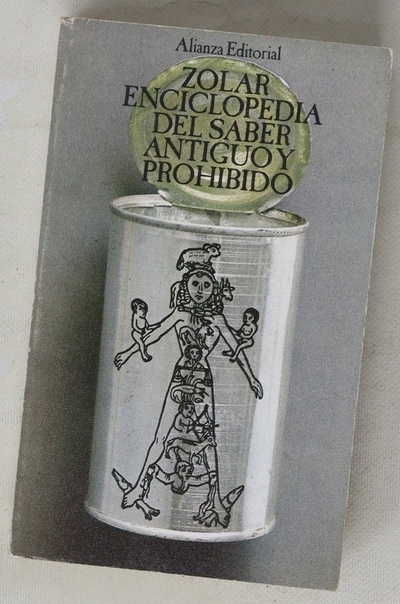 Alianza Editorial
ZOLAR
ENCICLOPEDIA
DEL SABER
ANTIGUO Y
PROHIBIDO